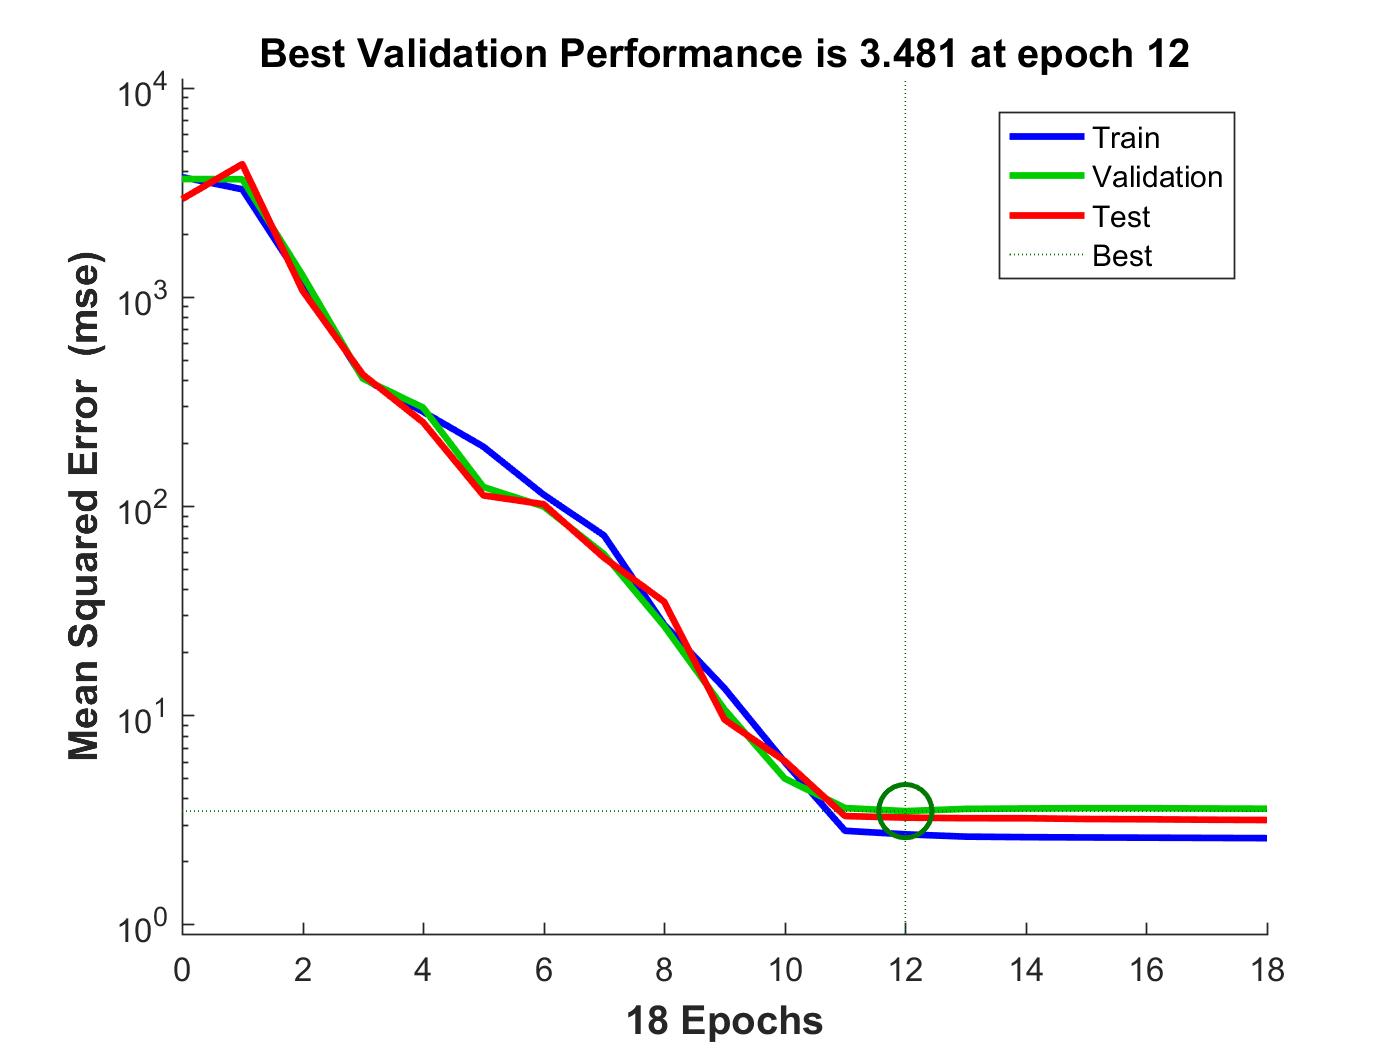 Best Validation Performance is 3.481 at epoch 12
10^4
10^3
10^2
10^1
10^0
Mean Squared Error (mse)
Train
Validation
Test
Best
0 2 4 6 8 10 12 14 16 18
18 Epochs